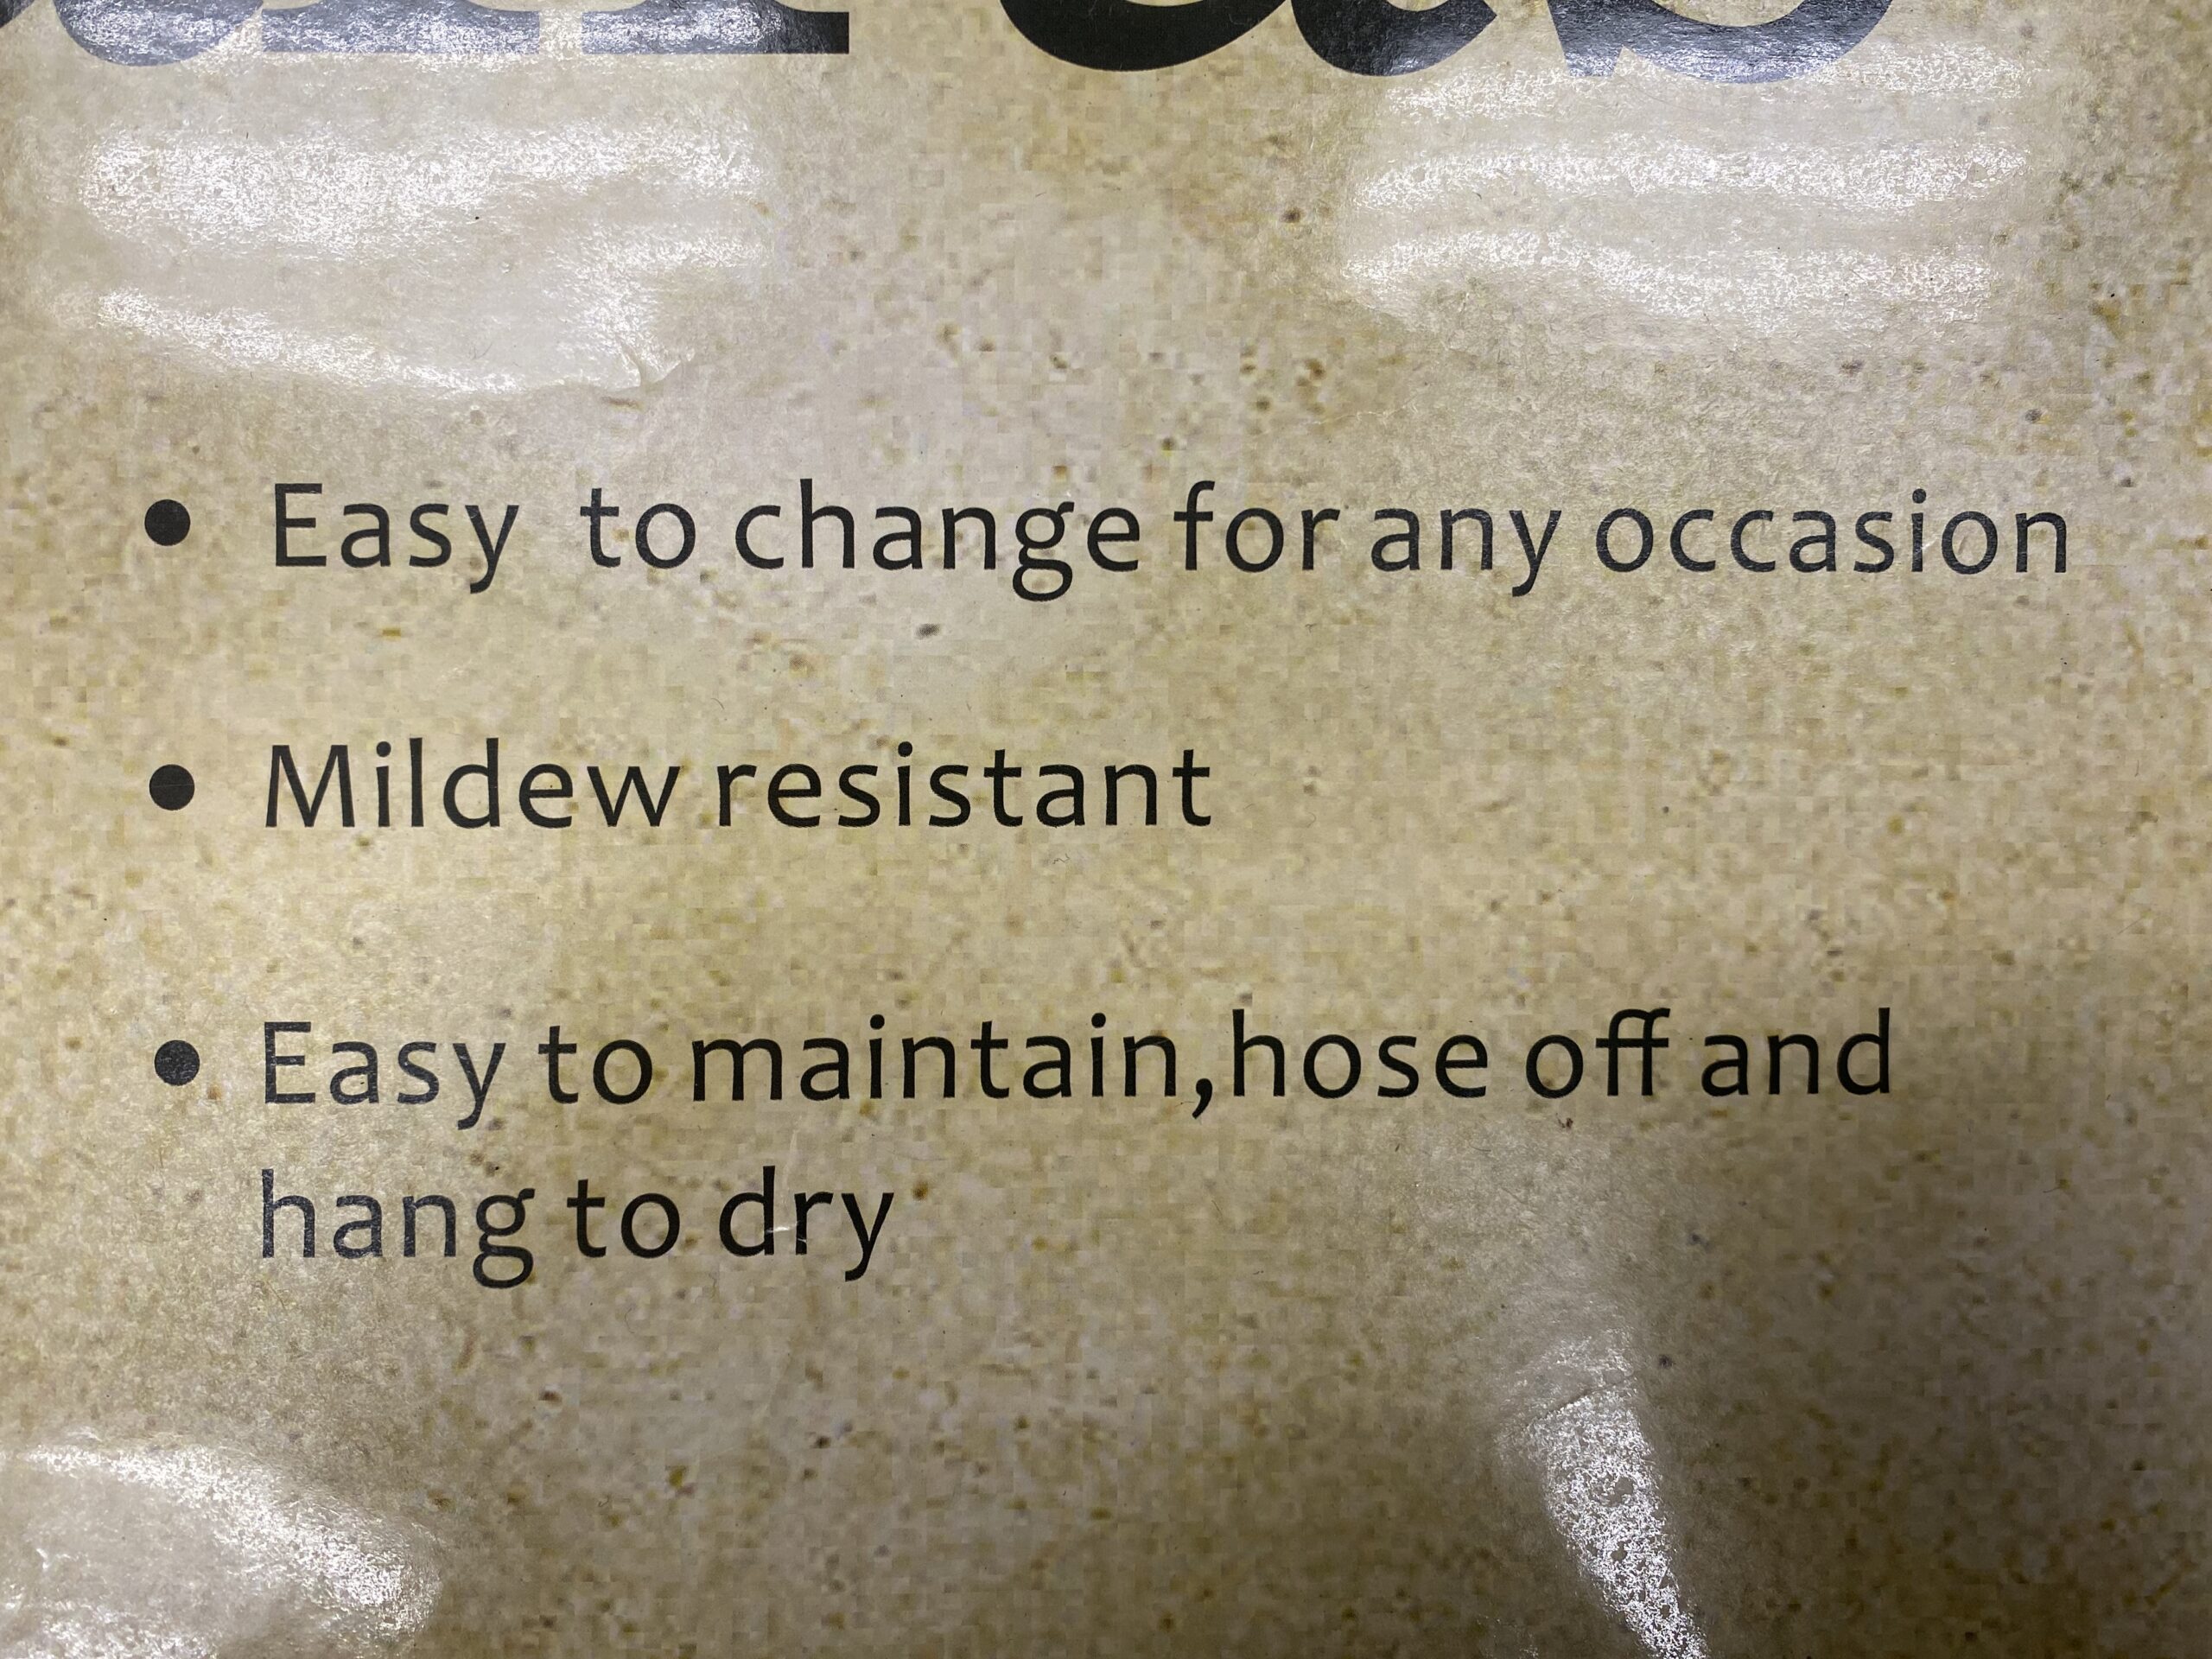 • Easy to change for any occasion
• Mildew resistant
• Easy to maintain,hose off and
hang to dry